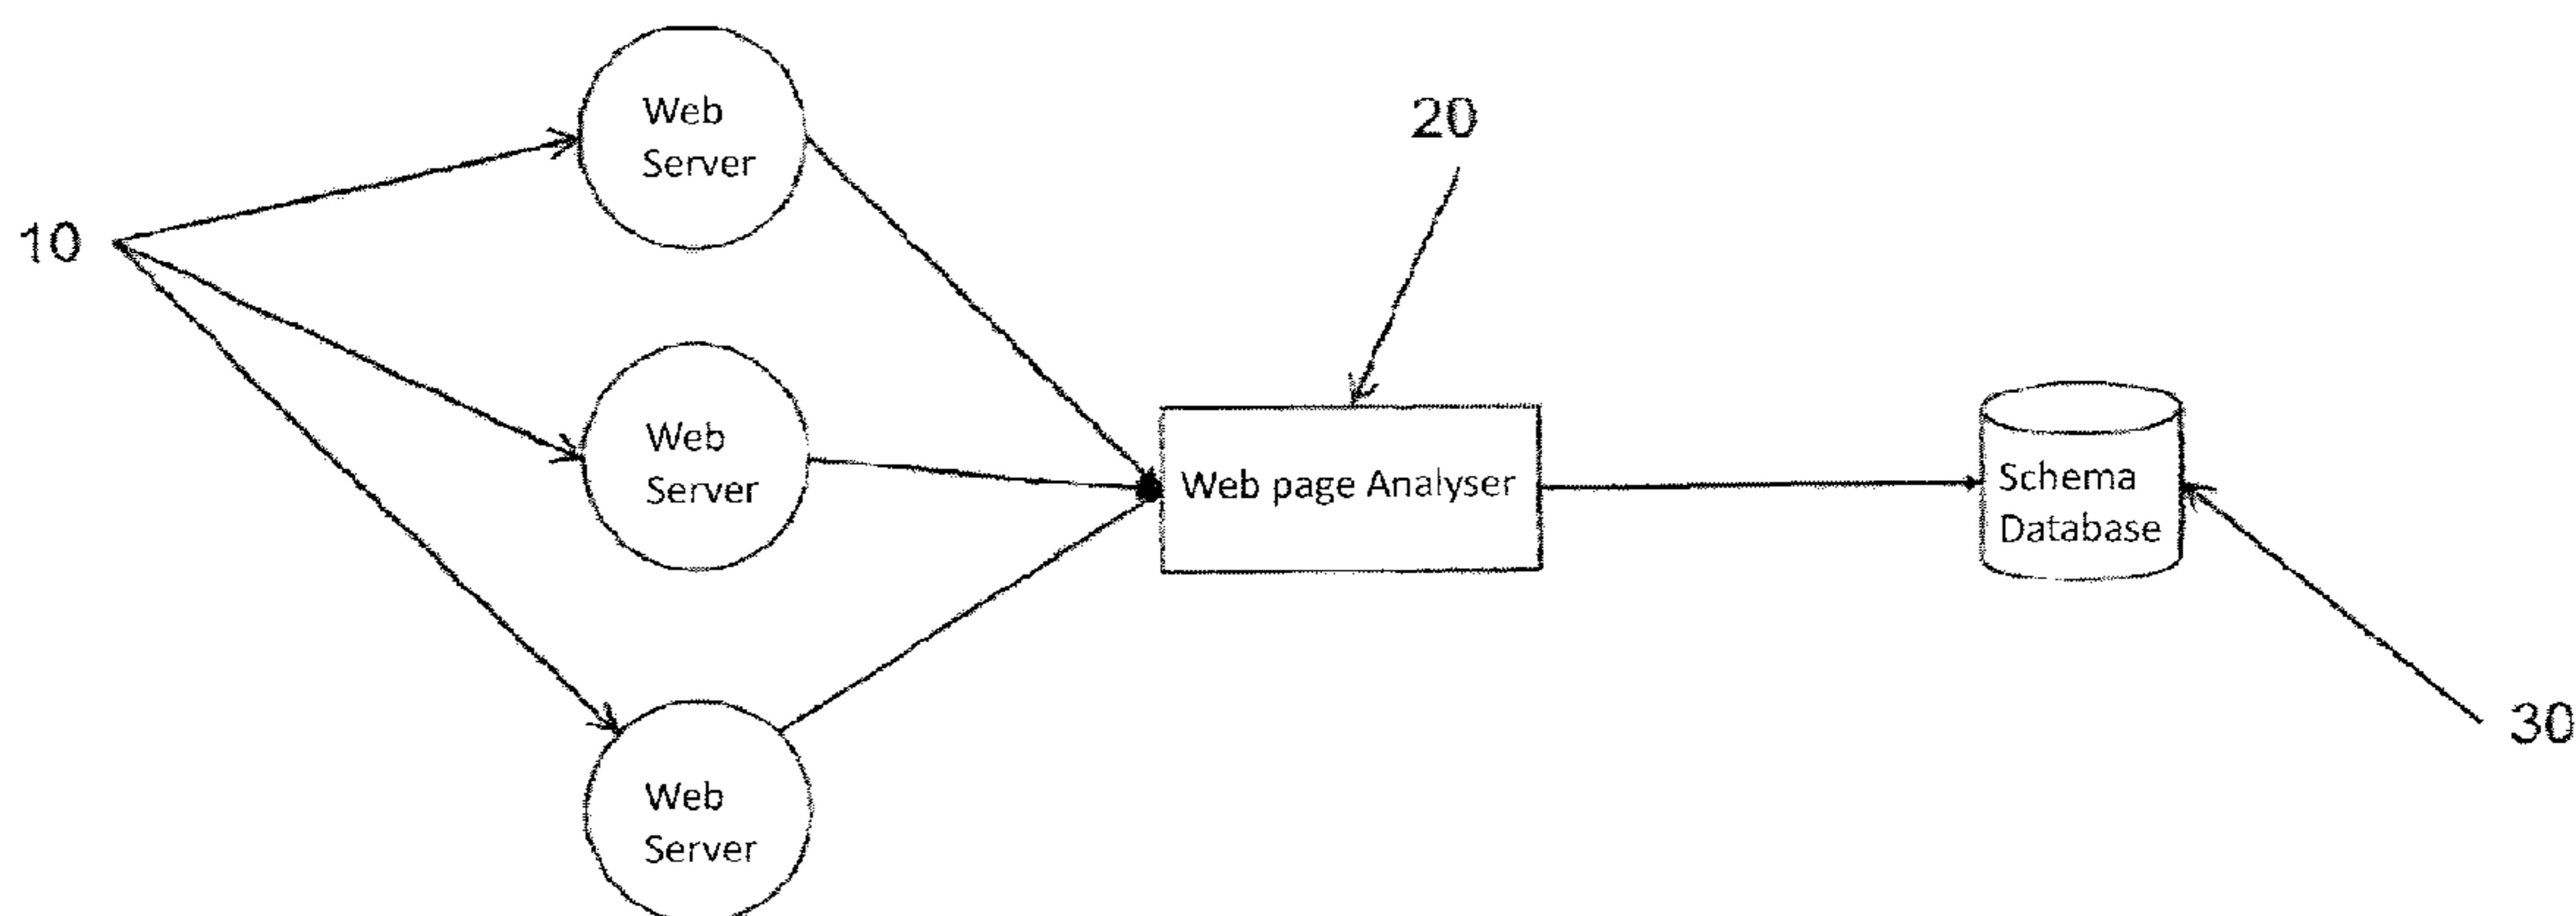 10
Web
Server
Web
Server
Web
Server
20
Web page Analyser
Schema
Database
30